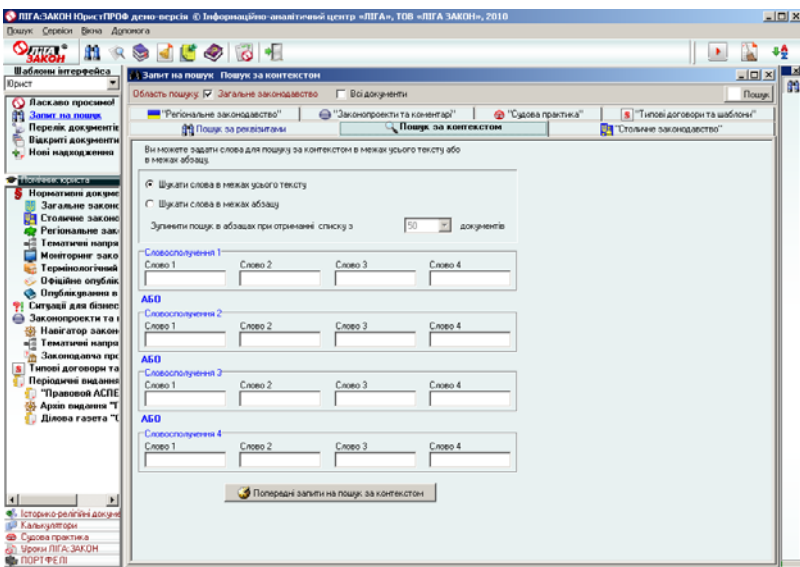 ЛІГА:ЗАКОН ЮристПРОФ демо-версія © Інформаційно-аналітичний центр «ЛІГА», ТОВ «ЛІГА ЗАКОН», 2010
Пошук Сервіси Вікна Допомога
ЛІГА ЗАКОН
Шаблони інтерфейса
Юрист
Ласкаво просимо!
Запит на пошук
Перелік документів
Відкриті документи
Нові надходження
Помічник юриста
Нормативні докуме
Загальне законо
Столичне законо
Регіональне зак
Тематичні напра
Моніторинг зако
Термінологічний
Офіційно опублік
Опублікування в
Ситуації для бізнес
Законопроекти та к
Навігатор закон
Тематичні напра
Законодавча про
Типові договори та
Періодичні видання
"Правовой АСПЕ
Архів видання "Г
Ділова газета "
Історико-релігійні докуме
Калькулятори
Судова практика
Уроки ЛІГА:ЗАКОН
ПОРТФЕЛІ
Запит на пошук Пошук за контекстом
Область пошуку: Загальне законодавство Всі документи Пошук
"Регіональне законодавство" "Законопроекти та коментарі" "Судова практика" "Типові договори та шаблони"
Пошук за реквізитами Пошук за контекстом "Столичне законодавство"
Ви можете задати слова для пошуку за контекстом в межах усього тексту або
в межах абзацу.
Шукати слова в межах усього тексту
Шукати слова в межах абзацу
Зупинити пошук в абзацах при отриманні списку з 50 документів
Словосполучення 1
Слово 1 Слово 2 Слово 3 Слово 4
АБО
Словосполучення 2
Слово 1 Слово 2 Слово 3 Слово 4
АБО
Словосполучення 3
Слово 1 Слово 2 Слово 3 Слово 4
АБО
Словосполучення 4
Слово 1 Слово 2 Слово 3 Слово 4
Попередні запити на пошук за контекстом